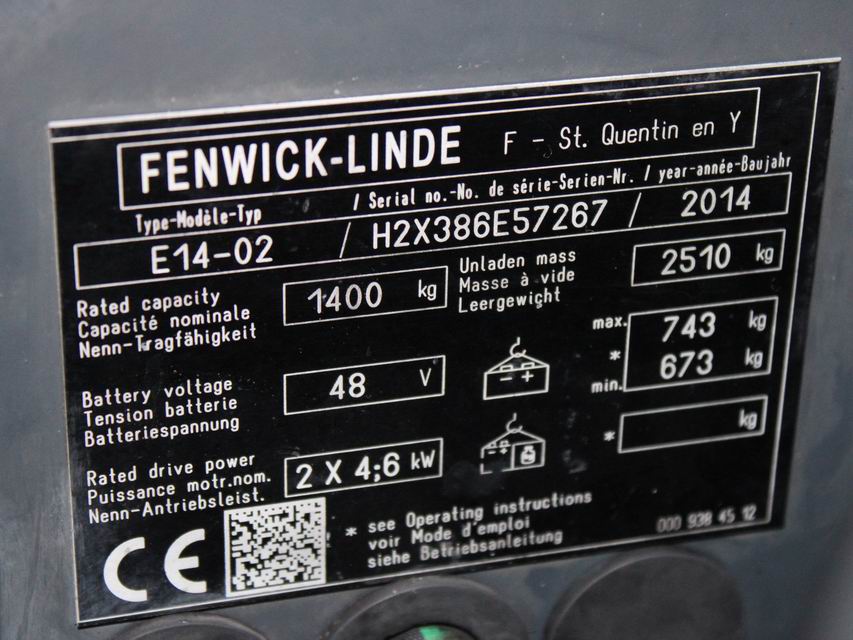 FENWICK-LINDE F - St. Quentin en Y
Type-Modèle-Typ / Serial no.-No. de série-Serien-Nr. / year-année-Baujahr
E14-02 / H2X386E57267 / 2014
Rated capacity
Capacité nominale
Nenn-Tragfähigkeit
1400 kg
Unladen mass
Masse à vide
Leergewicht
2510 kg
Battery voltage
Tension batterie
Batteriespannung
48 V
- +
max. 743 kg
*
min. 673 kg
Rated drive power
Puissance motr.nom.
Nenn-Antriebsleist.
2 X 4;6 kW
- +
* kg
CE
* see Operating instructions
voir Mode d'emploi
siehe Betriebsanleitung
000 938 45 12